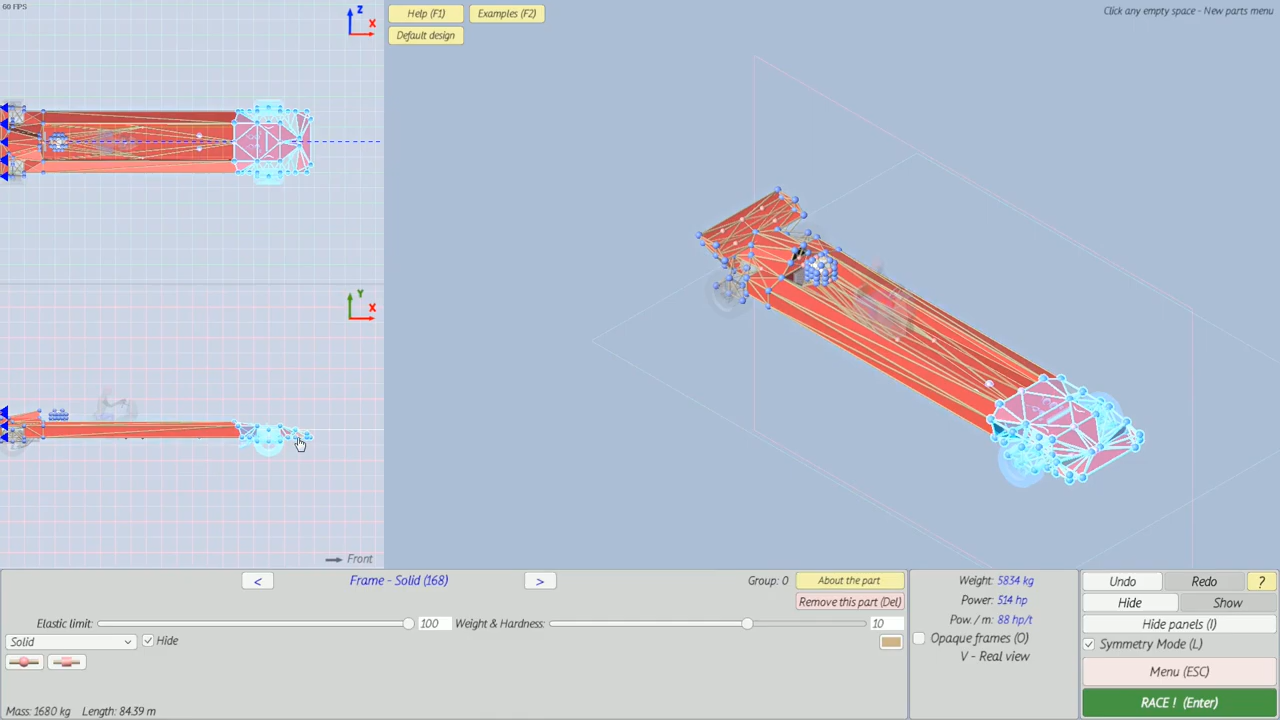 60 FPS
Z
X
Help (F1)
Examples (F2)
Default design
Click any empty space - New parts menu
Y
X
Front
<
Frame - Solid (168)
>
Group: 0
About the part
Remove this part (Del)
Elastic limit:
100
Weight & Hardness:
10
Solid
Hide
Mass: 1680 kg
Length: 84.39 m
Weight: 5834 kg
Power: 514 hp
Pow. / m: 88 hp/t
Opaque frames (O)
V - Real view
Undo
Redo
?
Hide
Show
Hide panels (I)
Symmetry Mode (L)
Menu (ESC)
RACE ! (Enter)